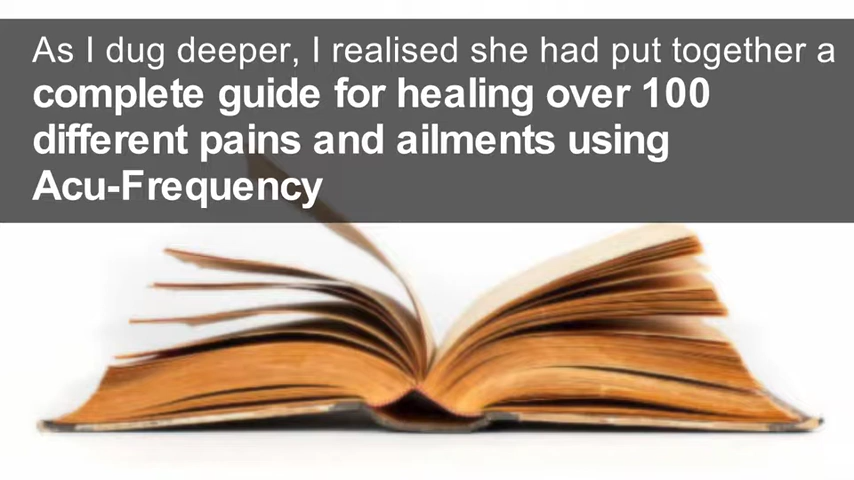 As I dug deeper, I realised she had put together a
complete guide for healing over 100
different pains and ailments using
Acu-Frequency